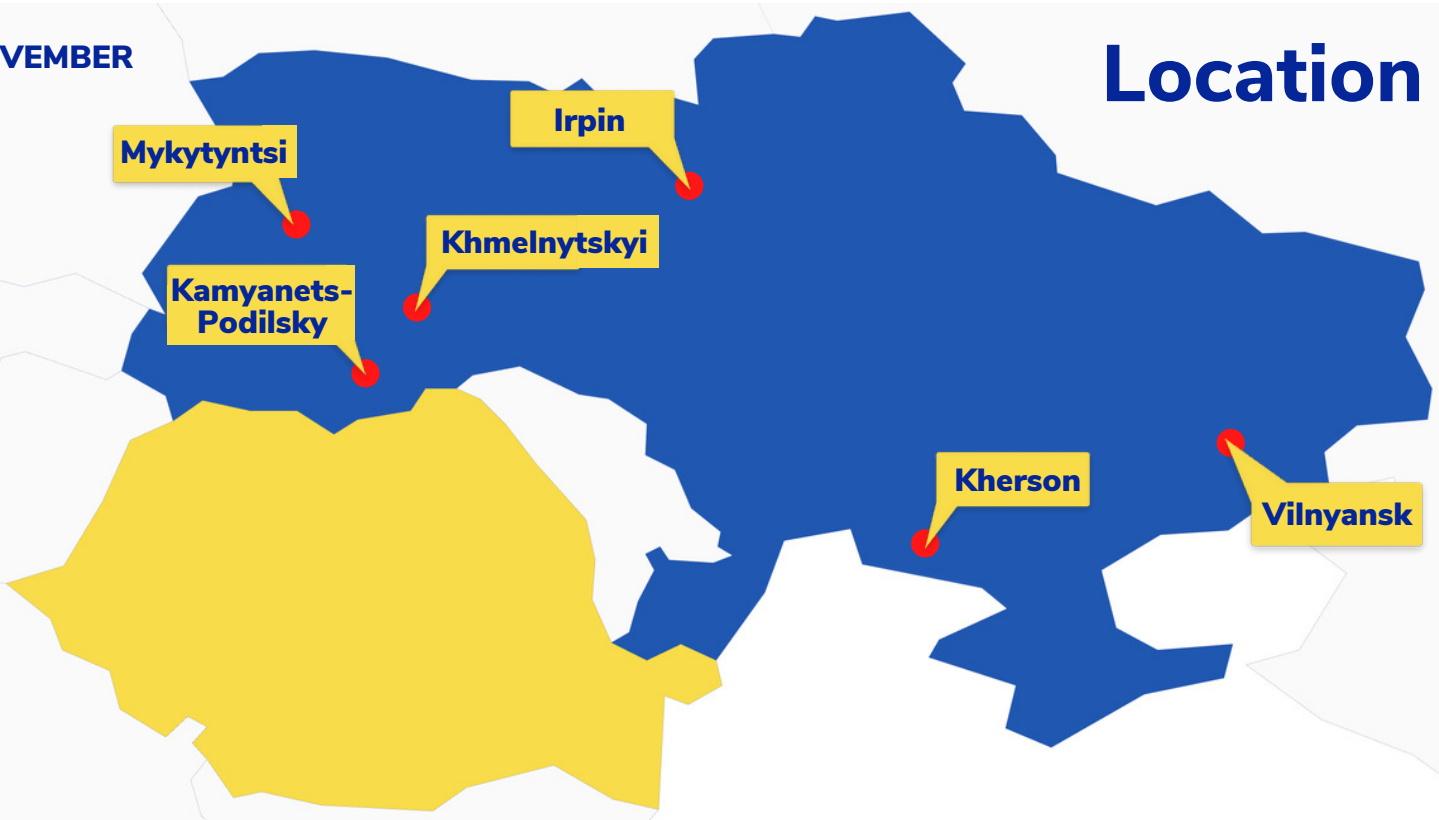 VEMBER
Location
Irpin
Mykytyntsi
Khmelnytskyi
Kamyanets-
Podilsky
Kherson
Vilnyansk